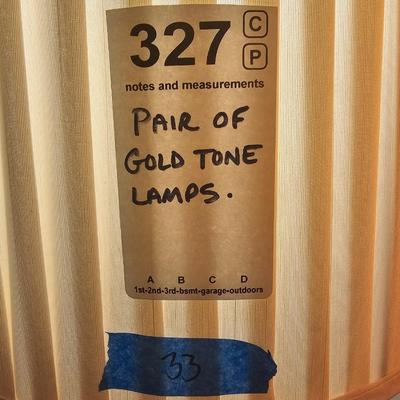 327 C
P
notes and measurements
PAIR OF
GOLD TONE
LAMPS.
A B C D
1st-2nd-3rd-bsmt-garage-outdoors
33